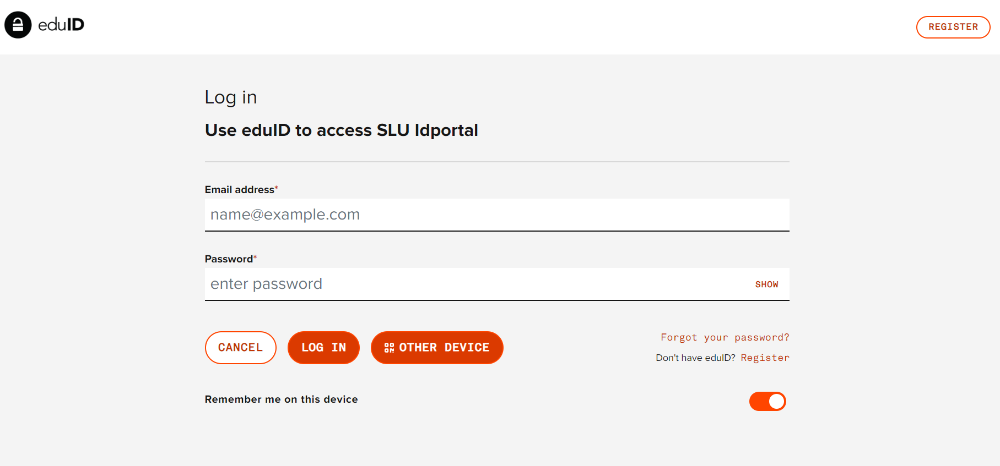 eduID
REGISTER
Log in
Use eduID to access SLU Idportal
Email address*
name@example.com
Password*
enter password
SHOW
CANCEL
LOG IN
OTHER DEVICE
Forgot your password?
Don't have eduID? Register
Remember me on this device